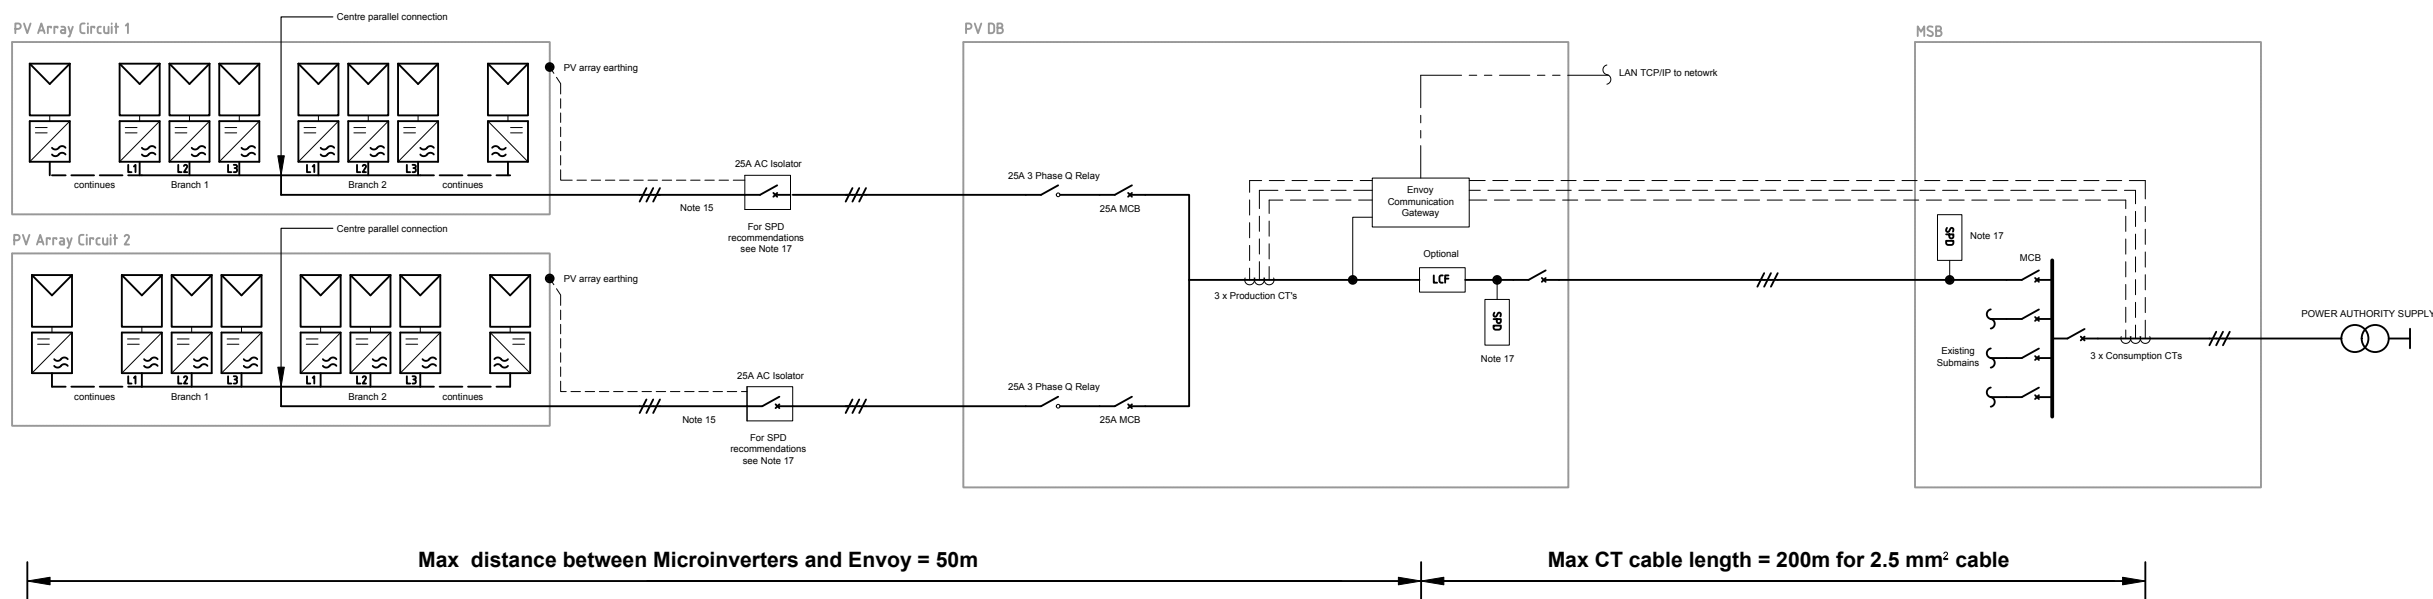 PV Array Circuit 1
Centre parallel connection
PV array earthing
L1
L2
L3
L1
L2
L3
continues
Branch 1
Branch 2
continues
Note 15
25A AC Isolator
For SPD
recommendations
see Note 17
PV Array Circuit 2
Centre parallel connection
PV array earthing
L1
L2
L3
L1
L2
L3
continues
Branch 1
Branch 2
continues
Note 15
25A AC Isolator
For SPD
recommendations
see Note 17
PV DB
LAN TCP/IP to netowrk
25A 3 Phase Q Relay
25A MCB
Envoy
Communication
Gateway
Optional
LCF
3 x Production CT's
SPD
Note 17
25A 3 Phase Q Relay
25A MCB
MSB
SPD
Note 17
MCB
Existing
Submains
3 x Consumption CTs
POWER AUTHORITY SUPPLY
Max distance between Microinverters and Envoy = 50m
Max CT cable length = 200m for 2.5 mm² cable